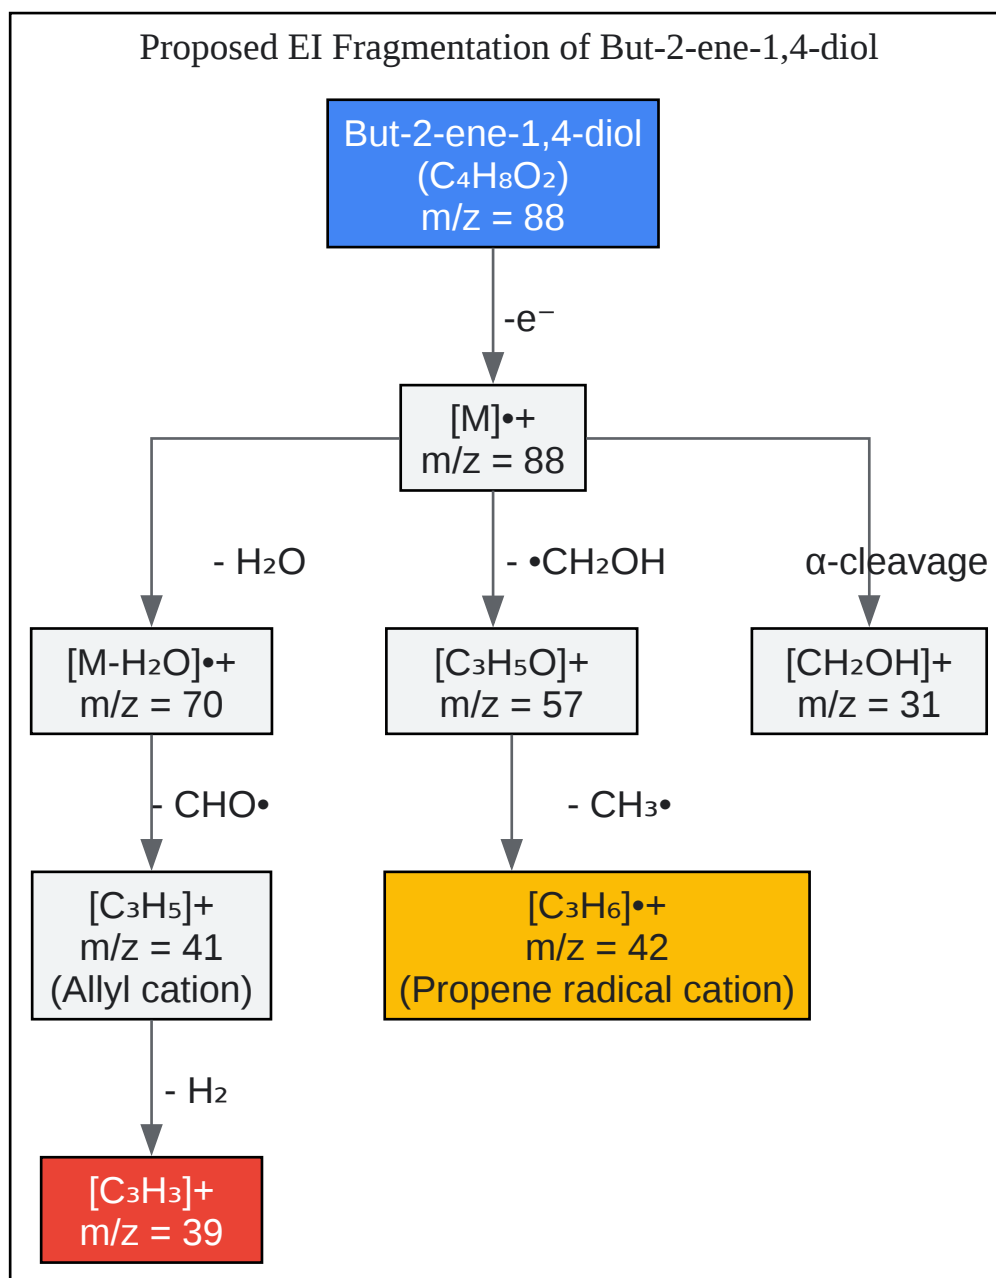 Proposed EI Fragmentation of But-2-ene-1,4-diol
But-2-ene-1,4-diol
(C₄H₈O₂)
m/z = 88
-e⁻
[M]•+
m/z = 88
- H₂O
- •CH₂OH
α-cleavage
[M-H₂O]•+
m/z = 70
[C₃H₅O]+
m/z = 57
[CH₂OH]+
m/z = 31
- CHO•
- CH₃•
[C₃H₅]+
m/z = 41
(Allyl cation)
[C₃H₆]•+
m/z = 42
(Propene radical cation)
- H₂
[C₃H₃]+
m/z = 39